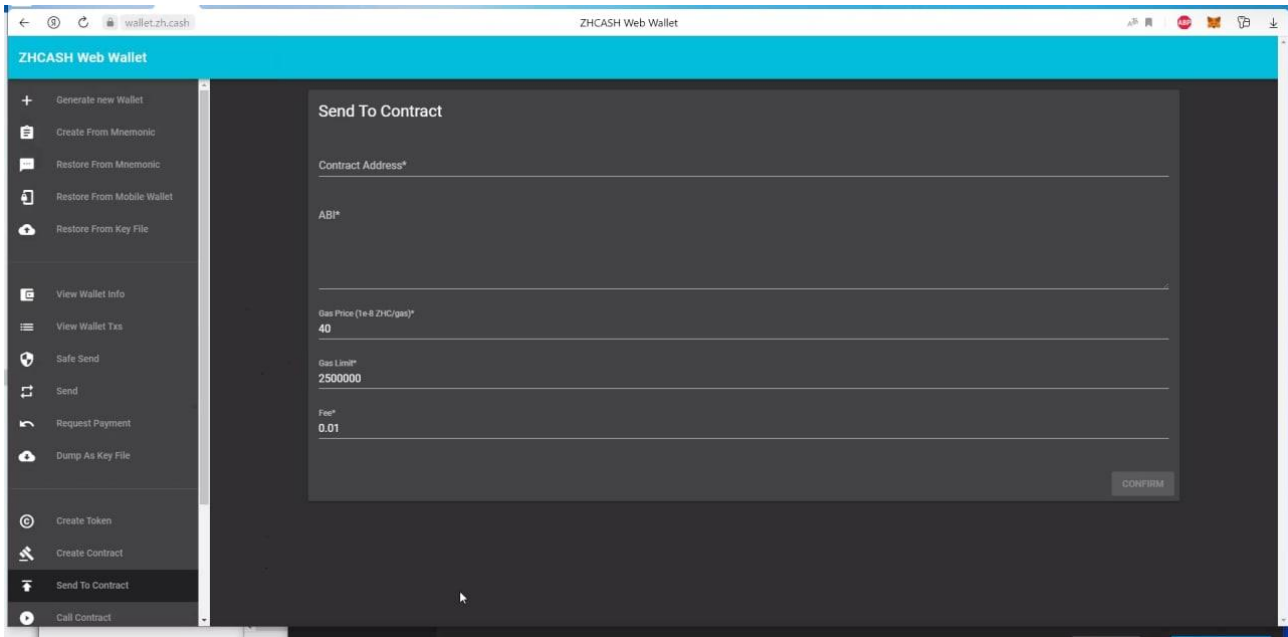 wallet.zh.cash
ZHCASH Web Wallet
ABP
ZHCASH Web Wallet
Generate new Wallet
Create From Mnemonic
Restore From Mnemonic
Restore From Mobile Wallet
Restore From Key File
View Wallet Info
View Wallet Txs
Safe Send
Send
Request Payment
Dump As Key File
Create Token
Create Contract
Send To Contract
Call Contract
Send To Contract
Contract Address*
ABI*
Gas Price (1e-8 ZHC/gas)*
40
Gas Limit*
2500000
Fee*
0.01
CONFIRM